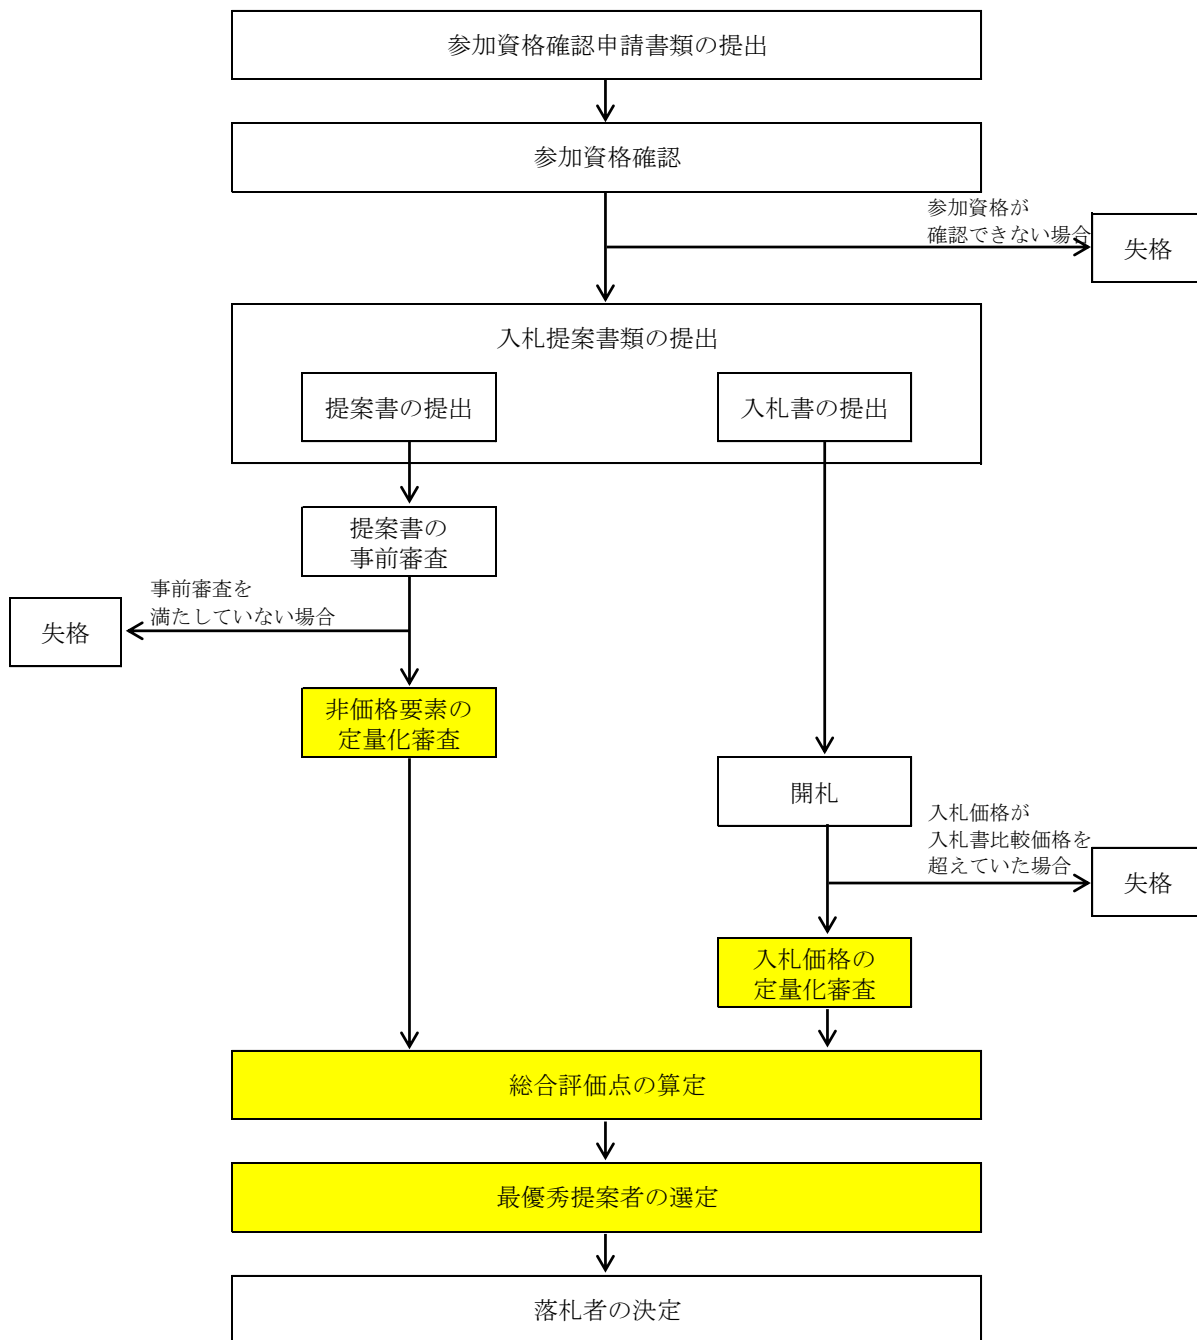 参加資格確認申請書類の提出
参加資格確認
参加資格が
確認できない場合
失格
入札提案書類の提出
提案書の提出
入札書の提出
提案書の
事前審査
事前審査を
満たしていない場合
失格
非価格要素の
定量化審査
開札
入札価格が
入札書比較価格を
超えていた場合
失格
入札価格の
定量化審査
総合評価点の算定
最優秀提案者の選定
落札者の決定